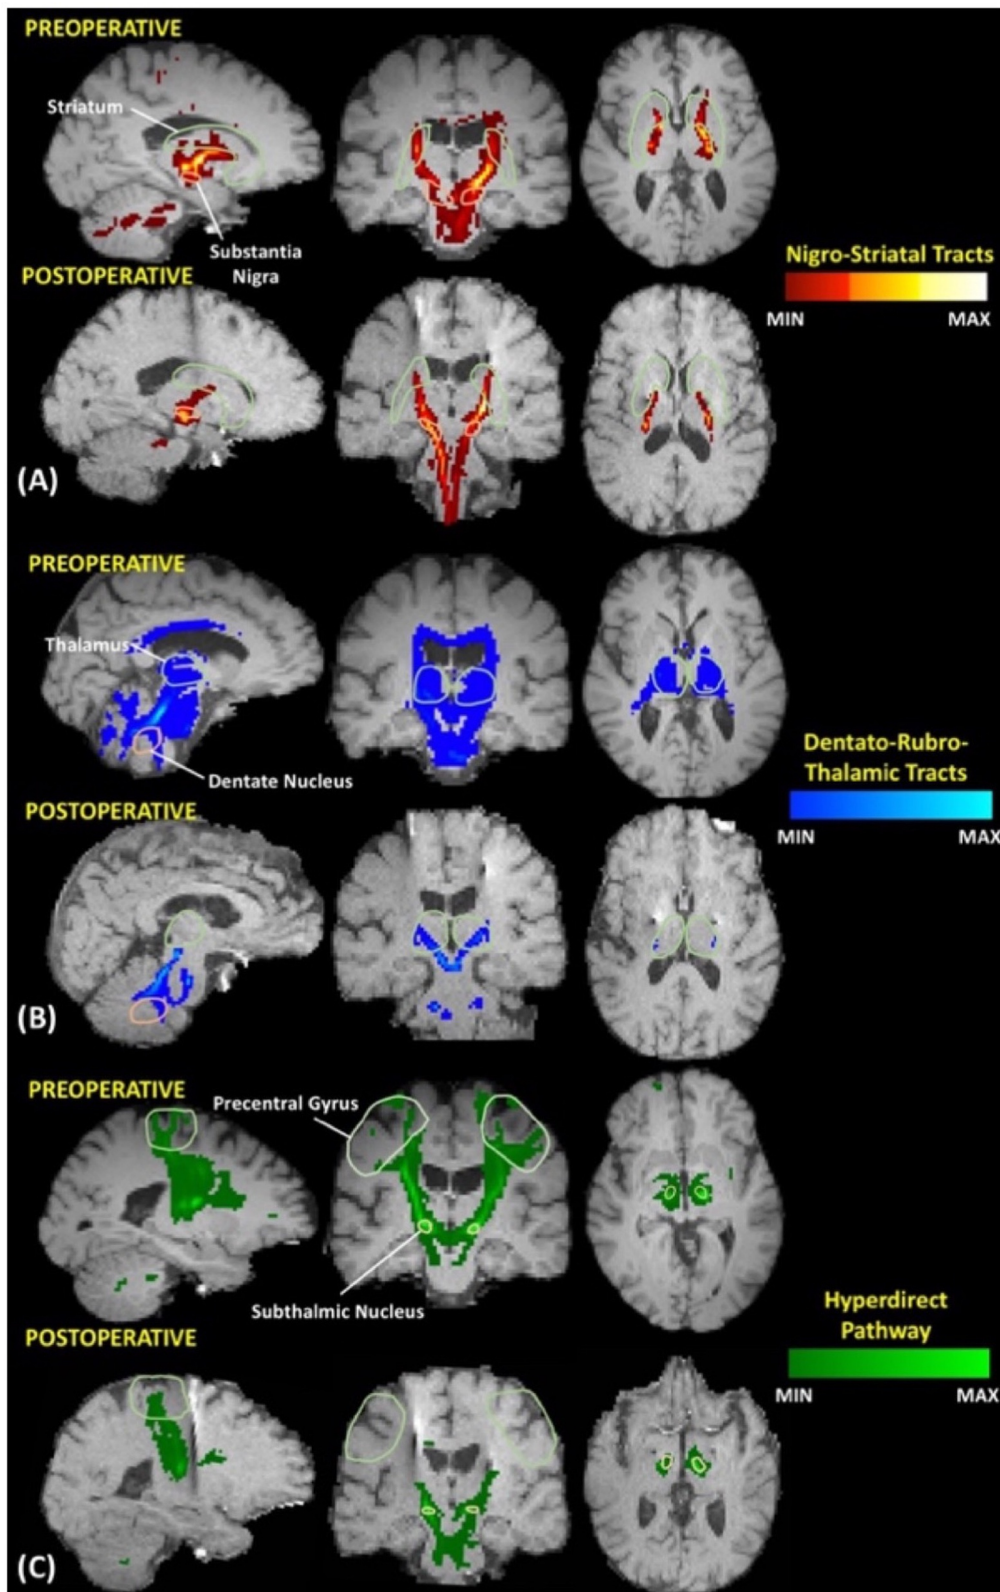 PREOPERATIVE
Striatum
Substantia
Nigra
Nigro-Striatal Tracts
MIN MAX
POSTOPERATIVE
(A)
PREOPERATIVE
Thalamus
Dentate Nucleus
Dentato-Rubro-
Thalamic Tracts
MIN MAX
POSTOPERATIVE
(B)
PREOPERATIVE
Precentral Gyrus
Subthalmic Nucleus
Hyperdirect
Pathway
MIN MAX
POSTOPERATIVE
(C)